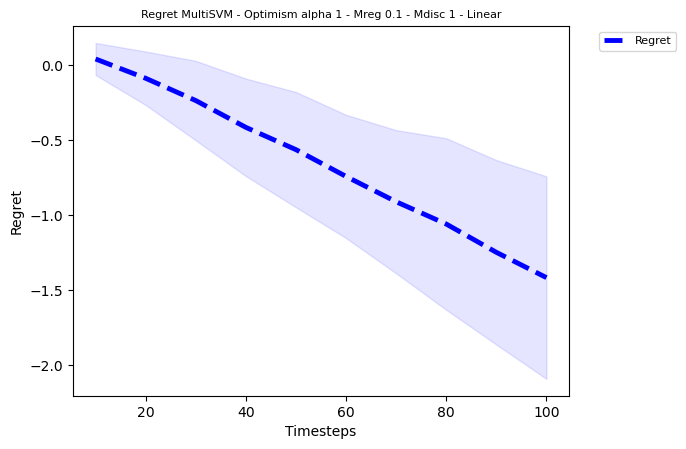 Regret MultiSVM - Optimism alpha 1 - Mreg 0.1 - Mdisc 1 - Linear
Regret
0.0
−0.5
−1.0
−1.5
−2.0
Regret
20 40 60 80 100
Timesteps